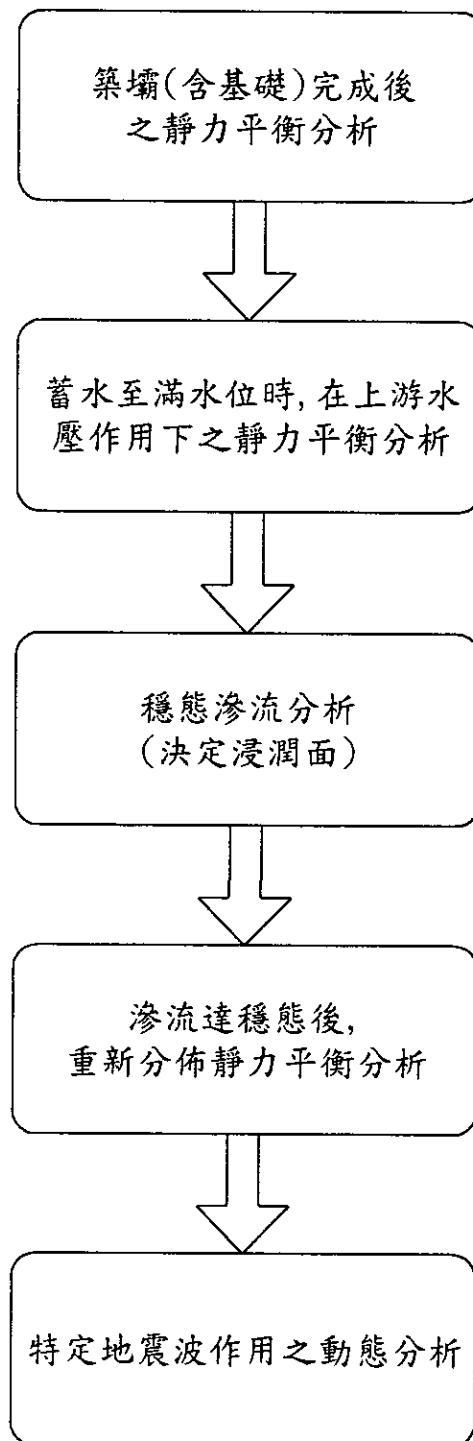 築壩(含基礎)完成後
之靜力平衡分析
蓄水至滿水位時, 在上游水
壓作用下之靜力平衡分析
穩態滲流分析
(決定浸潤面)
滲流達穩態後,
重新分佈靜力平衡分析
特定地震波作用之動態分析